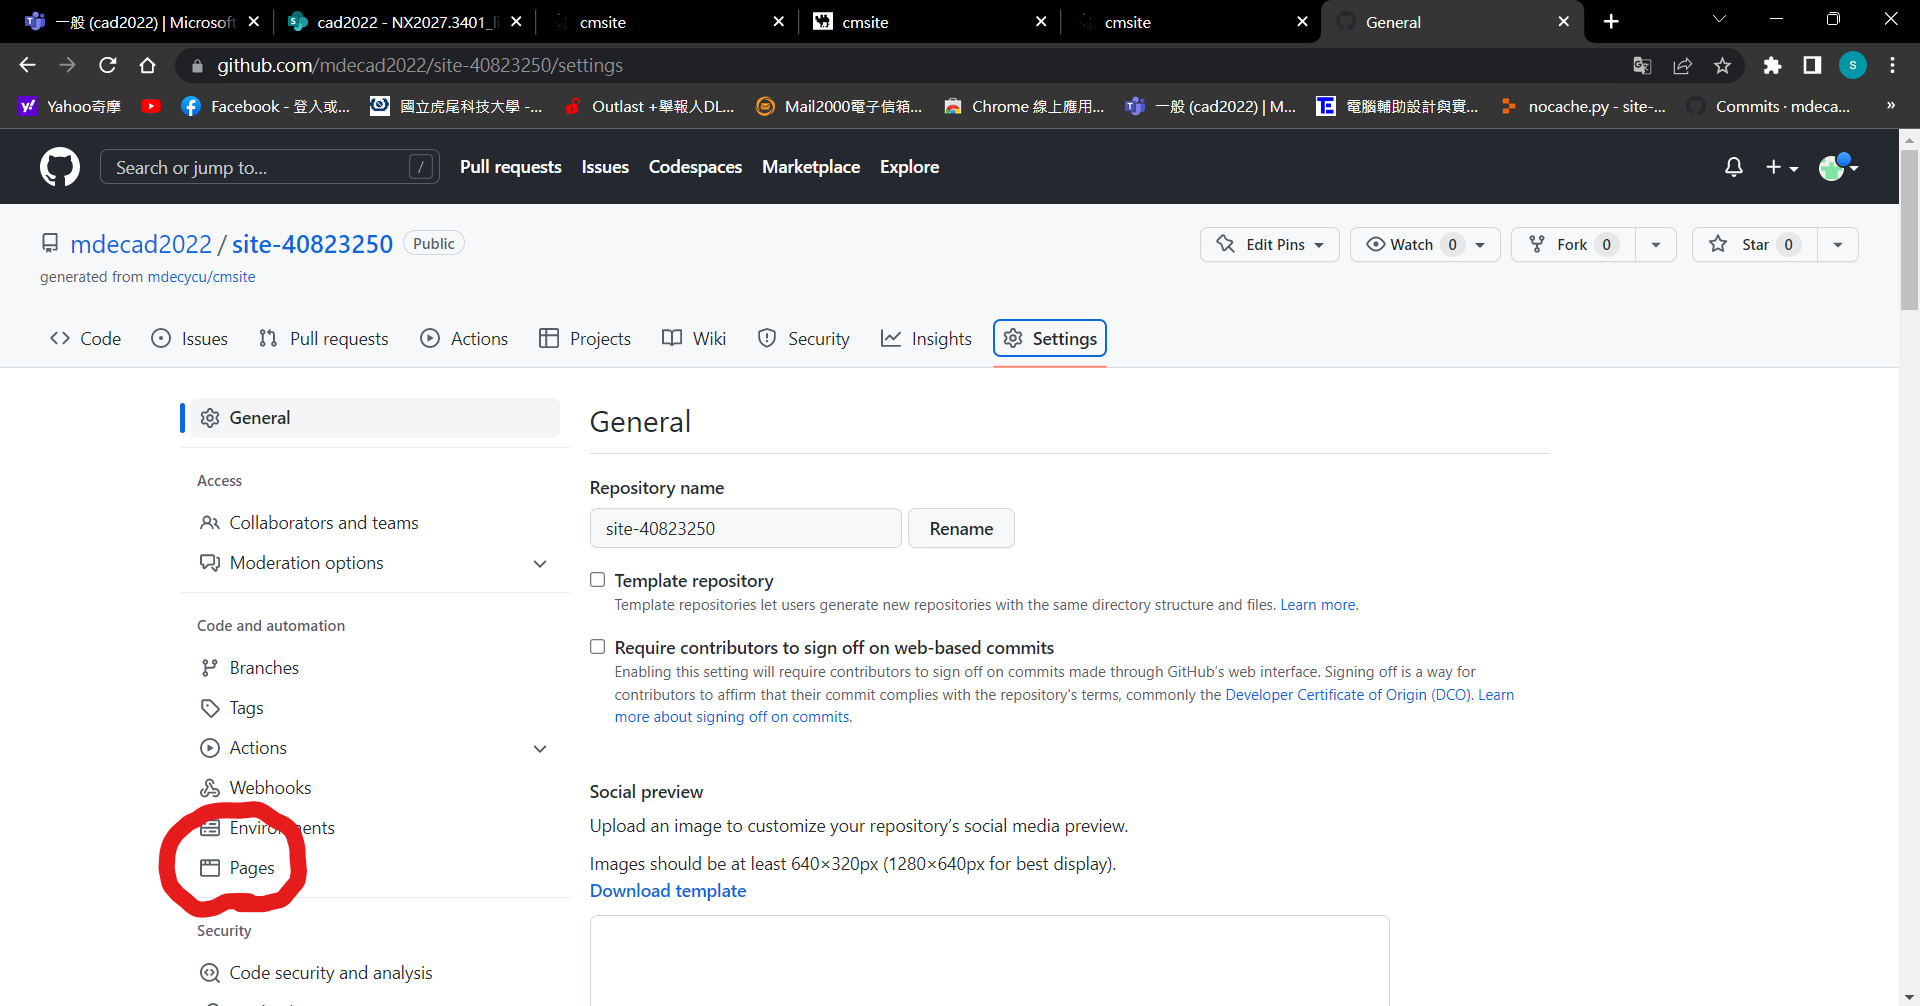 一般 (cad2022) | Microsoft
cad2022 - NX2027.3401_li
cmsite
cmsite
cmsite
General
github.com/mdecad2022/site-40823250/settings
S
Yahoo奇摩
Facebook - 登入或...
國立虎尾科技大學 -...
Outlast +舉報人DL...
Mail2000電子信箱...
Chrome 線上應用...
一般 (cad2022) | M...
電腦輔助設計與實...
nocache.py - site-...
Commits · mdeca...
»
Search or jump to...
/
Pull requests
Issues
Codespaces
Marketplace
Explore
mdecad2022 / site-40823250
Public
Edit Pins
Watch 0
Fork 0
Star 0
generated from mdecycu/cmsite
Code
Issues
Pull requests
Actions
Projects
Wiki
Security
Insights
Settings
General
Access
Collaborators and teams
Moderation options
Code and automation
Branches
Tags
Actions
Webhooks
Environments
Pages
Security
Code security and analysis
General
Repository name
site-40823250
Rename
Template repository
Template repositories let users generate new repositories with the same directory structure and files. Learn more.
Require contributors to sign off on web-based commits
Enabling this setting will require contributors to sign off on commits made through GitHub's web interface. Signing off is a way for
contributors to affirm that their commit complies with the repository's terms, commonly the Developer Certificate of Origin (DCO). Learn
more about signing off on commits.
Social preview
Upload an image to customize your repository's social media preview.
Images should be at least 640×320px (1280×640px for best display).
Download template